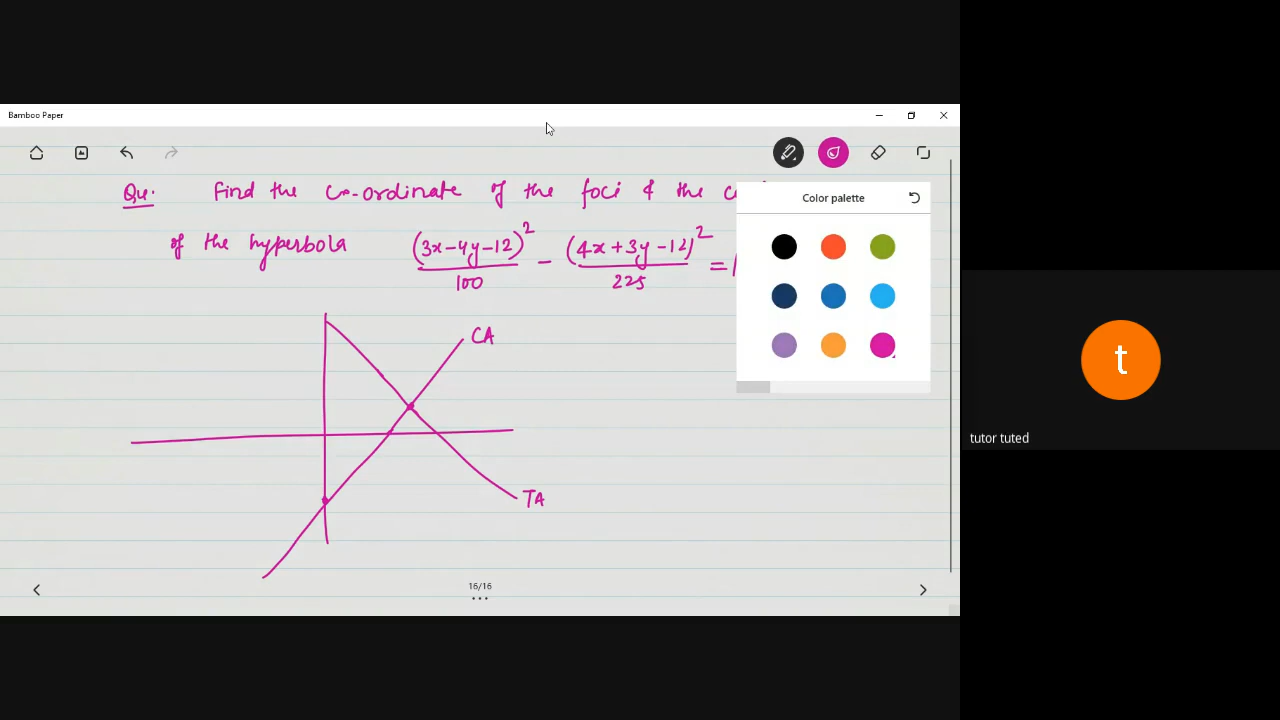 Bamboo Paper
Qu: Find the co-ordinate of the foci & the
Color palette
of the hyperbola (3x-4y-12)²/100 - (4x+3y-12)²/225 = 1
CA
t
tutor tuted
TA
16/16